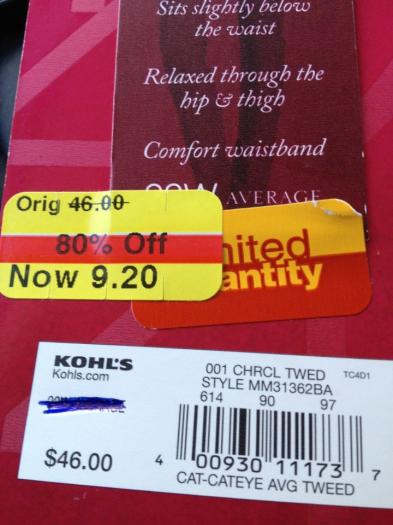 Sits slightly below
the waist
Relaxed through the
hip & thigh
Comfort waistband
AVERAGE
Orig 46.00
80% Off
Now 9.20
KOHL'S
Kohls.com
$46.00
001 CHRCL TWED TC4D1
STYLE MM31362BA
614 90 97
4 00930 11173 7
CAT-CATEYE AVG TWEED